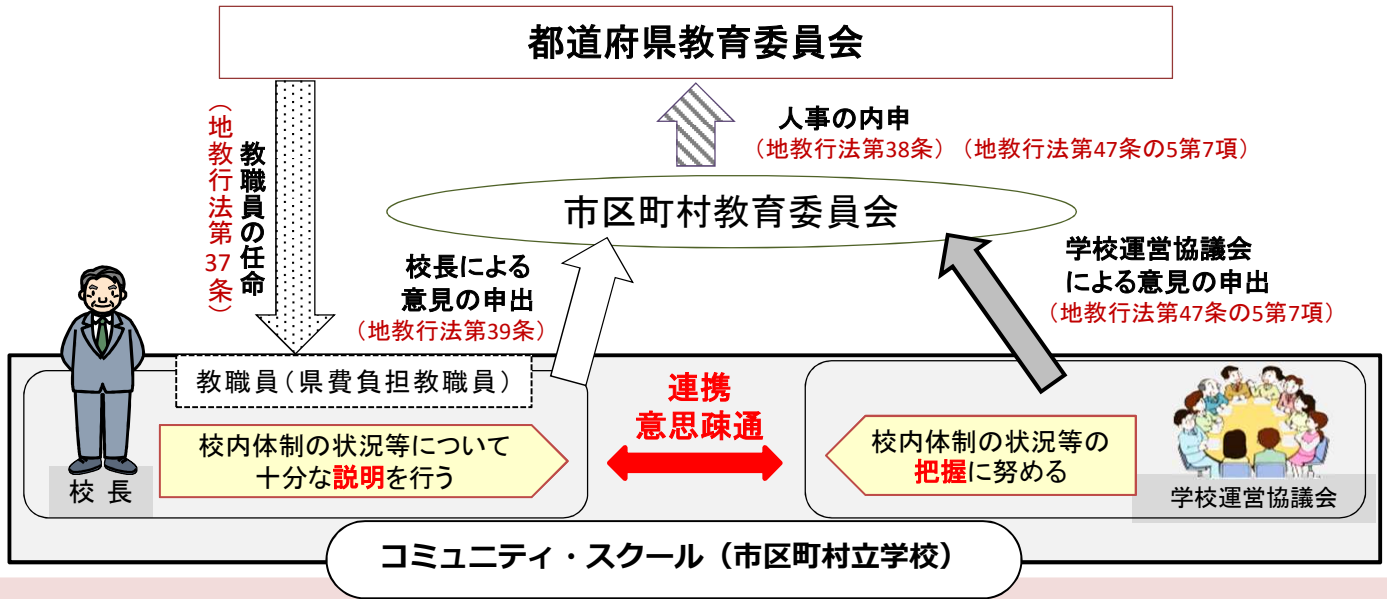 都道府県教育委員会
人事の内申
（地教行法第38条）（地教行法第47条の5第7項）
教職員の任命
（地教行法第37条）
市区町村教育委員会
校長による
意見の申出
（地教行法第39条）
学校運営協議会
による意見の申出
（地教行法第47条の5第7項）
教職員（県費負担教職員）
校内体制の状況等について
十分な説明を行う
校 長
連携
意思疎通
校内体制の状況等の
把握に努める
学校運営協議会
コミュニティ・スクール（市区町村立学校）